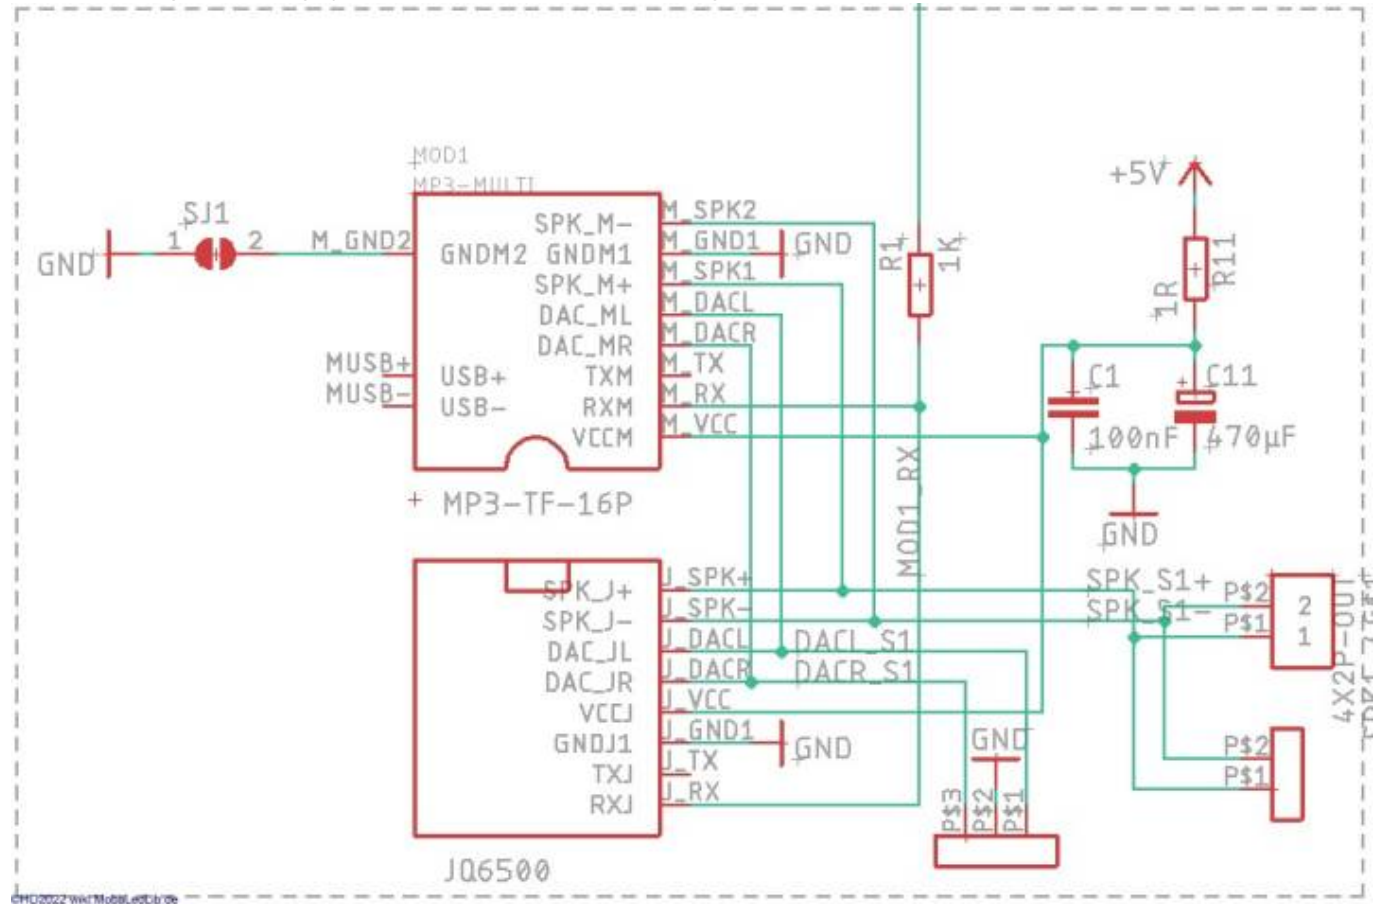 MOD1
MP3-MULTI
+5V
SJ1
1
2
GND
M_GND2
GNDM2
SPK_M-
GNDM1
SPK_M+
DAC_ML
DAC_MR
TXM
RXM
VCCM
M_SPK2
M_GND1
M_SPK1
M_DACL
M_DACR
M_TX
M_RX
M_VCC
GND
R1
1K
R11
1R
MUSB+
MUSB-
USB+
USB-
C1
100nF
C11
470µF
GND
MP3-TF-16P
MOD1_RX
SPK_J+
SPK_J-
DAC_JL
DAC_JR
VCCJ
GNDJ1
TXJ
RXJ
J_SPK+
J_SPK-
J_DACL
J_DACR
J_VCC
J_GND1
J_TX
J_RX
DACL_S1
DACR_S1
GND
SPK_S1+
SPK_S1-
P$2
P$1
2
1
4X2P-OUT
GND
P$3
P$2
P$1
P$2
P$1
JQ6500